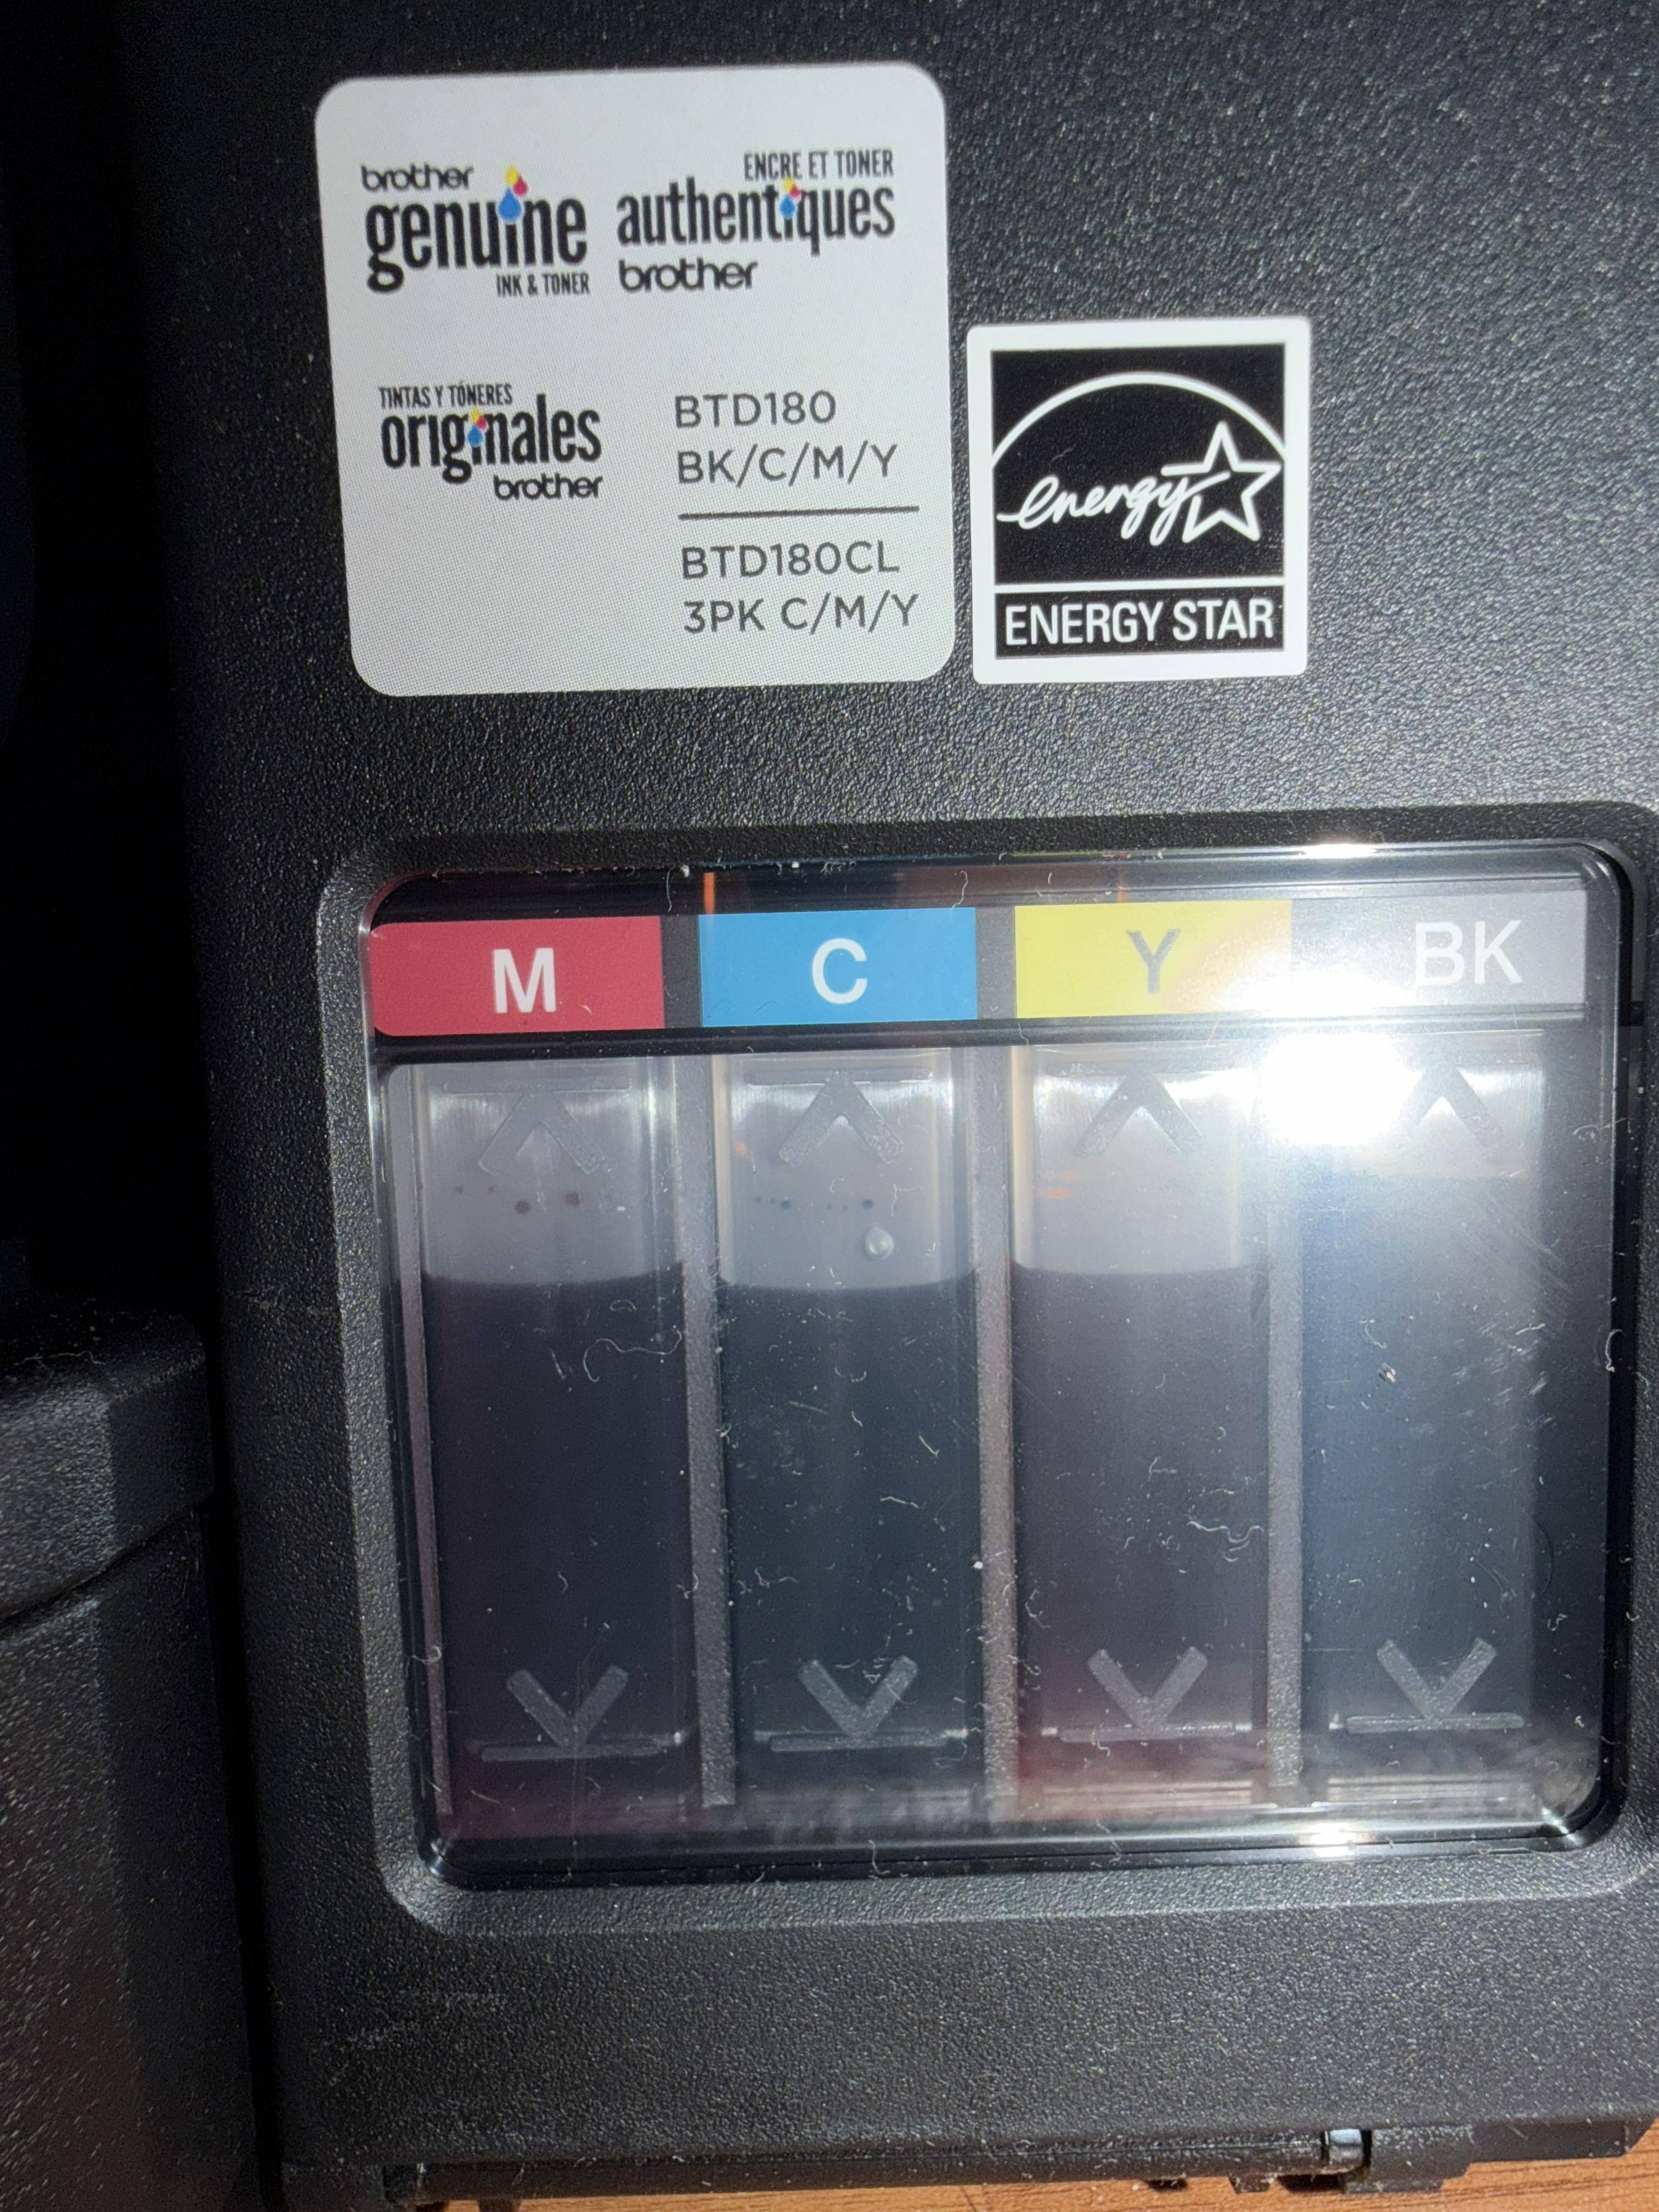 brother
genuine
INK & TONER
ENCRE ET TONER
authentiques
brother
TINTAS Y TÓNERES
originales
brother
BTD180
BK/C/M/Y
BTD180CL
3PK C/M/Y
energy
ENERGY STAR
M
C
Y
BK